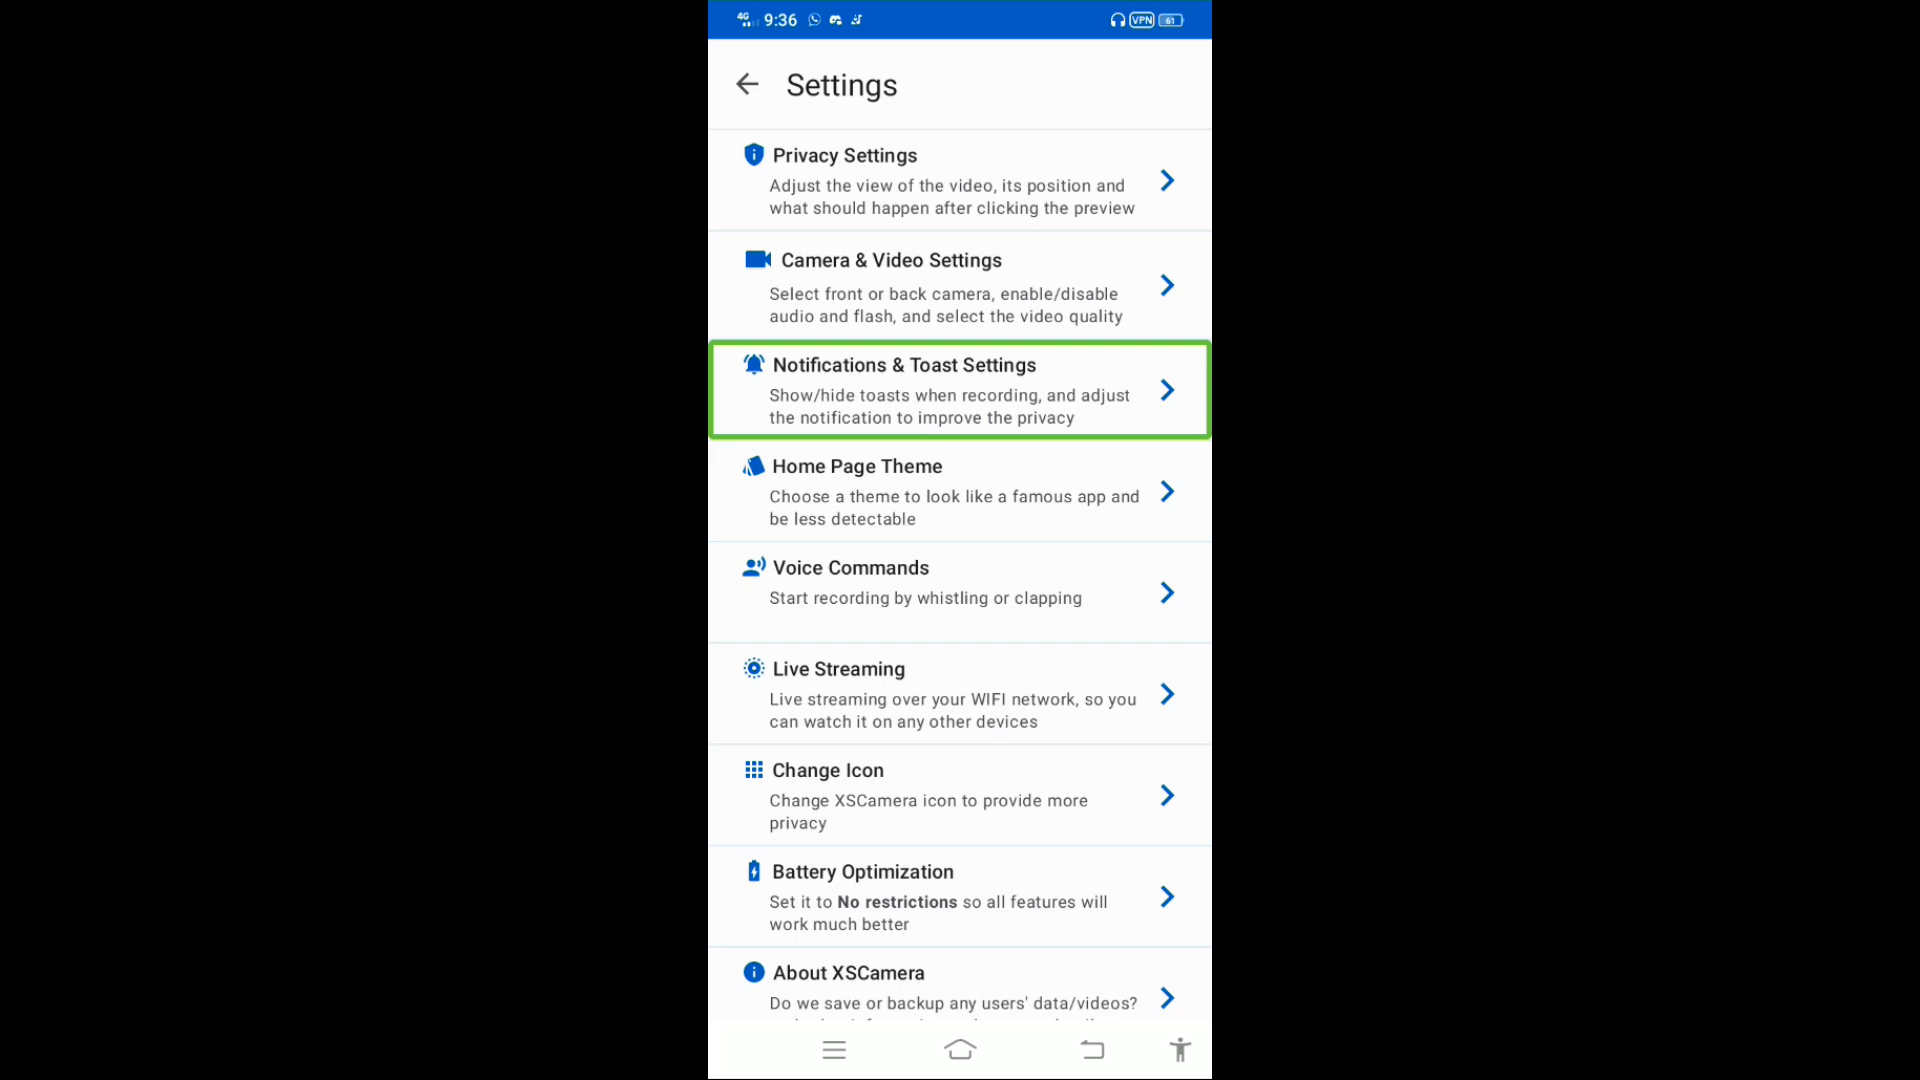 4G 9:36 VPN 61
Settings
Privacy Settings
Adjust the view of the video, its position and
what should happen after clicking the preview
Camera & Video Settings
Select front or back camera, enable/disable
audio and flash, and select the video quality
Notifications & Toast Settings
Show/hide toasts when recording, and adjust
the notification to improve the privacy
Home Page Theme
Choose a theme to look like a famous app and
be less detectable
Voice Commands
Start recording by whistling or clapping
Live Streaming
Live streaming over your WIFI network, so you
can watch it on any other devices
Change Icon
Change XSCamera icon to provide more
privacy
Battery Optimization
Set it to No restrictions so all features will
work much better
About XSCamera
Do we save or backup any users' data/videos?